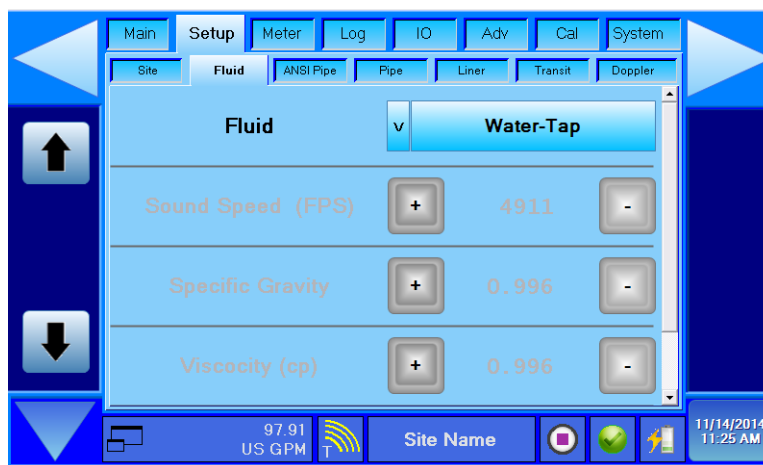 Main Setup Meter Log IO Adv Cal System
Site Fluid ANSI Pipe Pipe Liner Transit Doppler
Fluid v Water-Tap
Sound Speed (FPS) + 4911 -
Specific Gravity + 0.996 -
Viscocity (cp) + 0.996 -
97.91
US GPM T Site Name
11/14/2014
11:25 AM